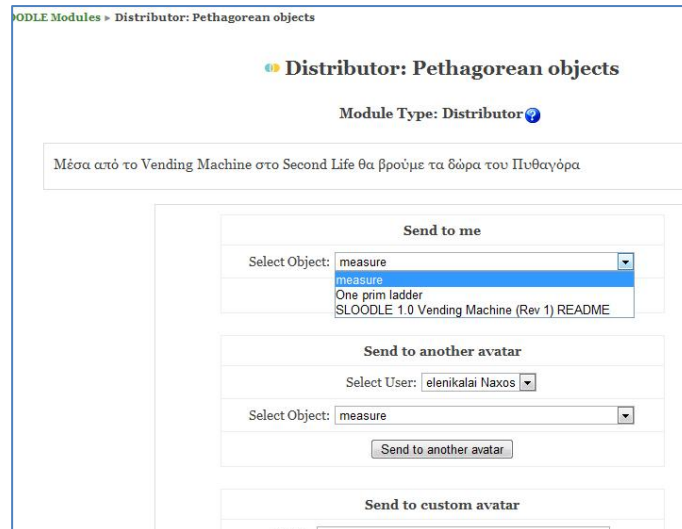 OODLE Modules » Distributor: Pethagorean objects
Distributor: Pethagorean objects
Module Type: Distributor
Μέσα από το Vending Machine στο Second Life θα βρούμε τα δώρα του Πυθαγόρα
Send to me
Select Object: measure
measure
One prim ladder
SLOODLE 1.0 Vending Machine (Rev 1) README
Send to another avatar
Select User: elenikalai Naxos
Select Object: measure
Send to another avatar
Send to custom avatar